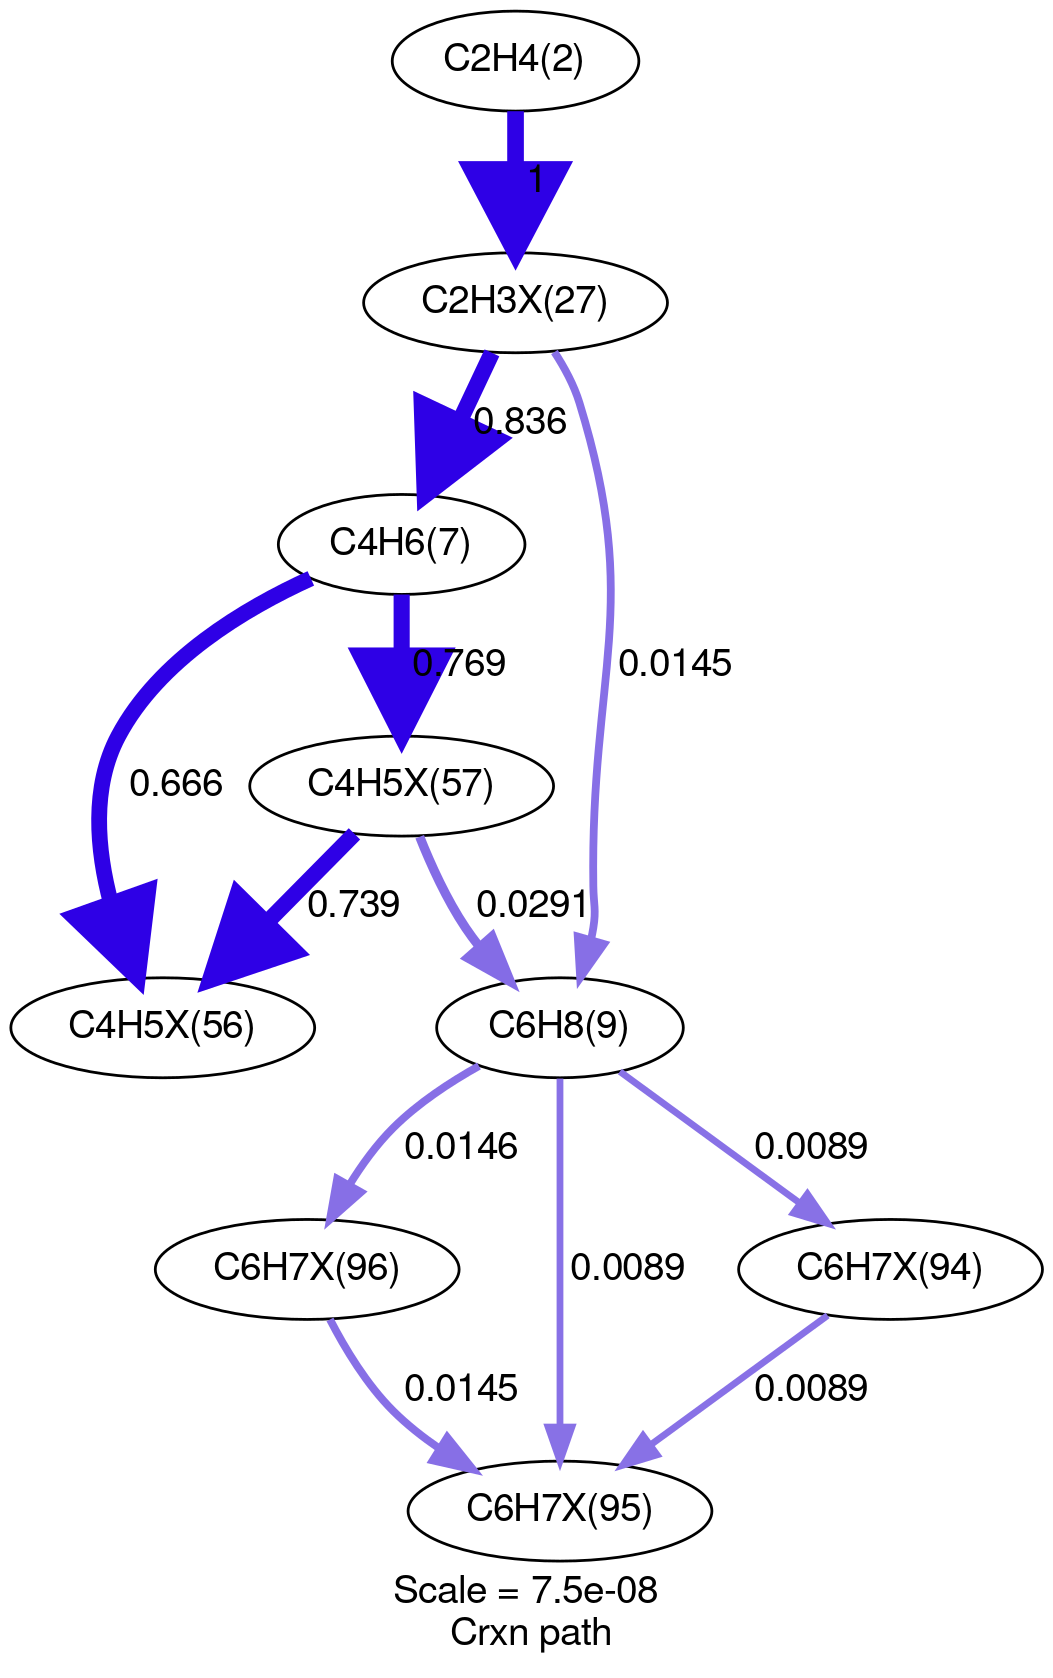 C2H4(2)
1
C2H3X(27)
0.836
C4H6(7)
0.769
0.0145
0.666
C4H5X(57)
0.739
0.0291
C4H5X(56)
C6H8(9)
0.0146
0.0089
C6H7X(96)
0.0089
C6H7X(94)
0.0145
0.0089
C6H7X(95)
Scale = 7.5e-08
Crxn path